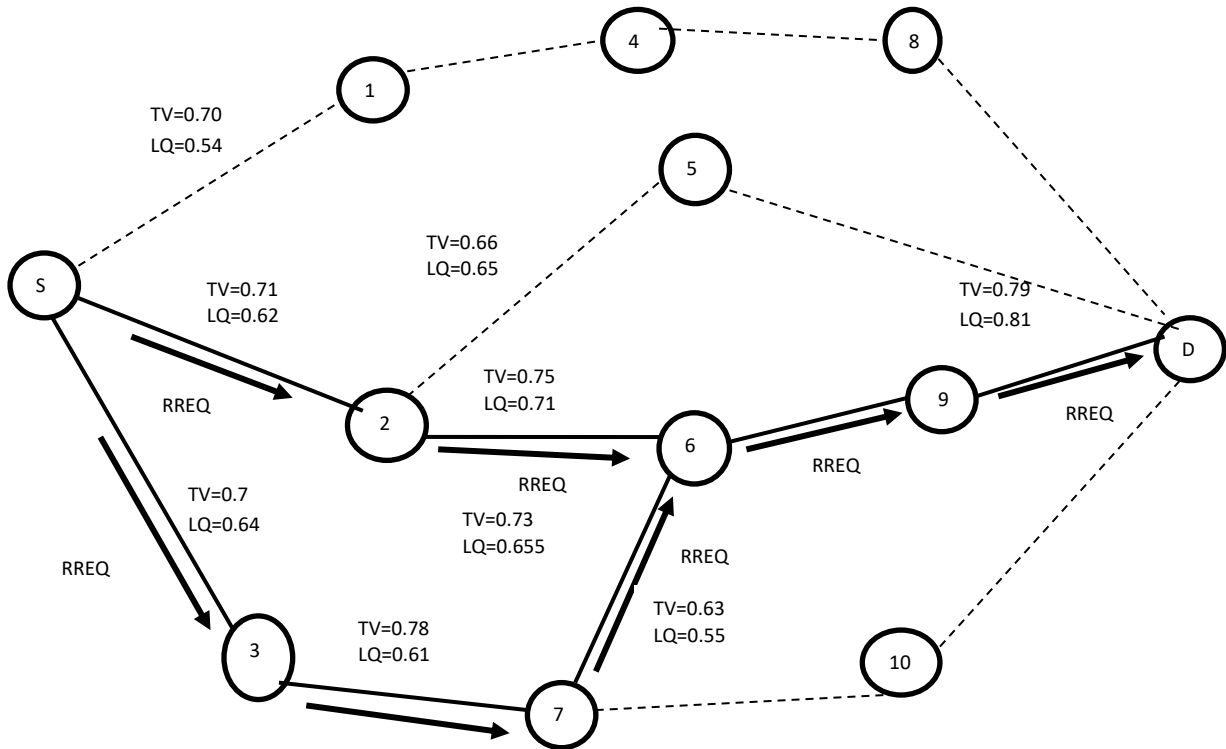 4
8
1
TV=0.70
LQ=0.54
5
TV=0.66
LQ=0.65
S
TV=0.71
LQ=0.62
TV=0.79
LQ=0.81
D
RREQ
TV=0.75
LQ=0.71
2
9
RREQ
6
RREQ
RREQ
TV=0.7
LQ=0.64
TV=0.73
LQ=0.655
RREQ
RREQ
TV=0.63
LQ=0.55
TV=0.78
LQ=0.61
3
10
7